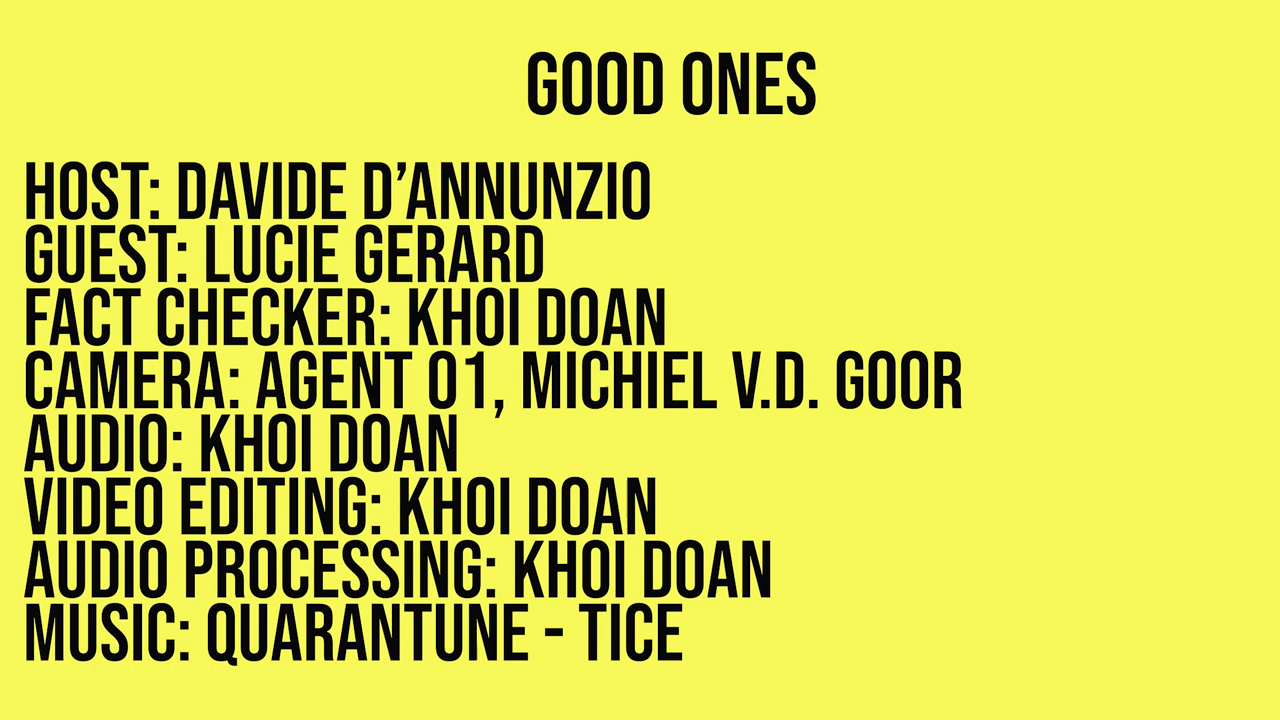 GOOD ONES
HOST: DAVIDE D’ANNUNZIO
GUEST: LUCIE GERARD
FACT CHECKER: KHOI DOAN
CAMERA: AGENT 01, MICHIEL V.D. GOOR
AUDIO: KHOI DOAN
VIDEO EDITING: KHOI DOAN
AUDIO PROCESSING: KHOI DOAN
MUSIC: QUARANTUNE - TICE